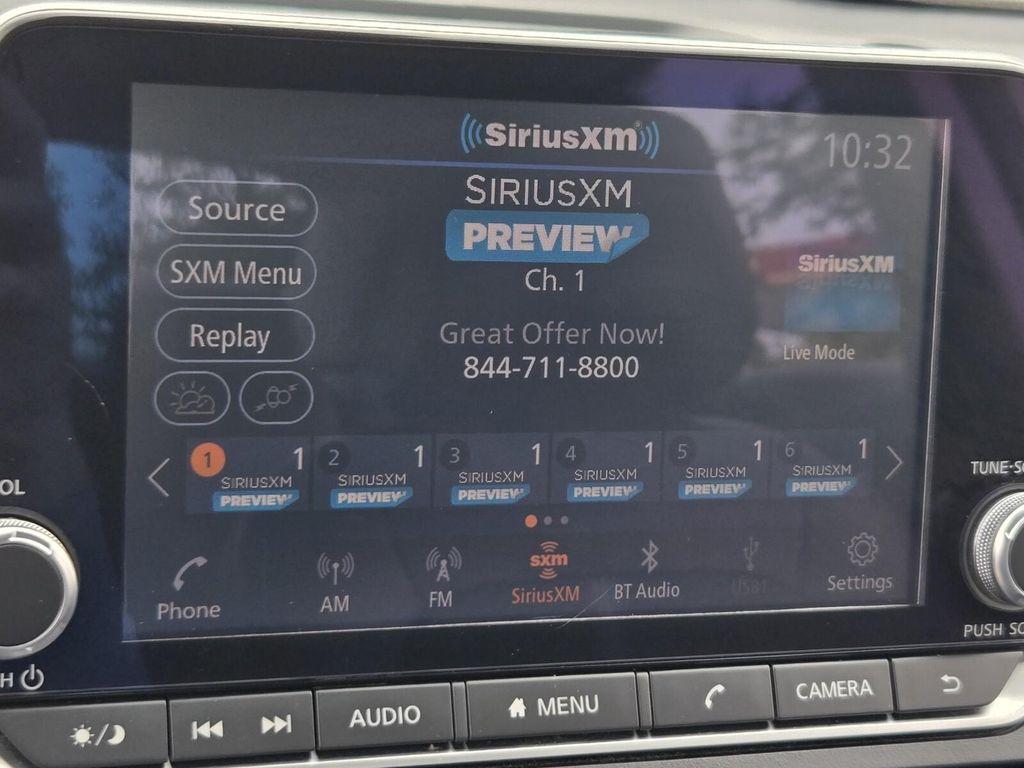 SiriusXM
10:32
SIRIUSXM
PREVIEW
Ch. 1
Great Offer Now!
844-711-8800
Source
SXM Menu
Replay
SiriusXM
Live Mode
1 1 SIRIUSXM PREVIEW
2 1 SIRIUSXM PREVIEW
3 1 SIRIUSXM PREVIEW
4 1 SIRIUSXM PREVIEW
5 1 SIRIUSXM PREVIEW
6 1 SIRIUSXM PREVIEW
Phone
AM
FM
sxm
SiriusXM
BT Audio
USB1
Settings
OL
TUNE·SC
H
PUSH SO
AUDIO
MENU
CAMERA